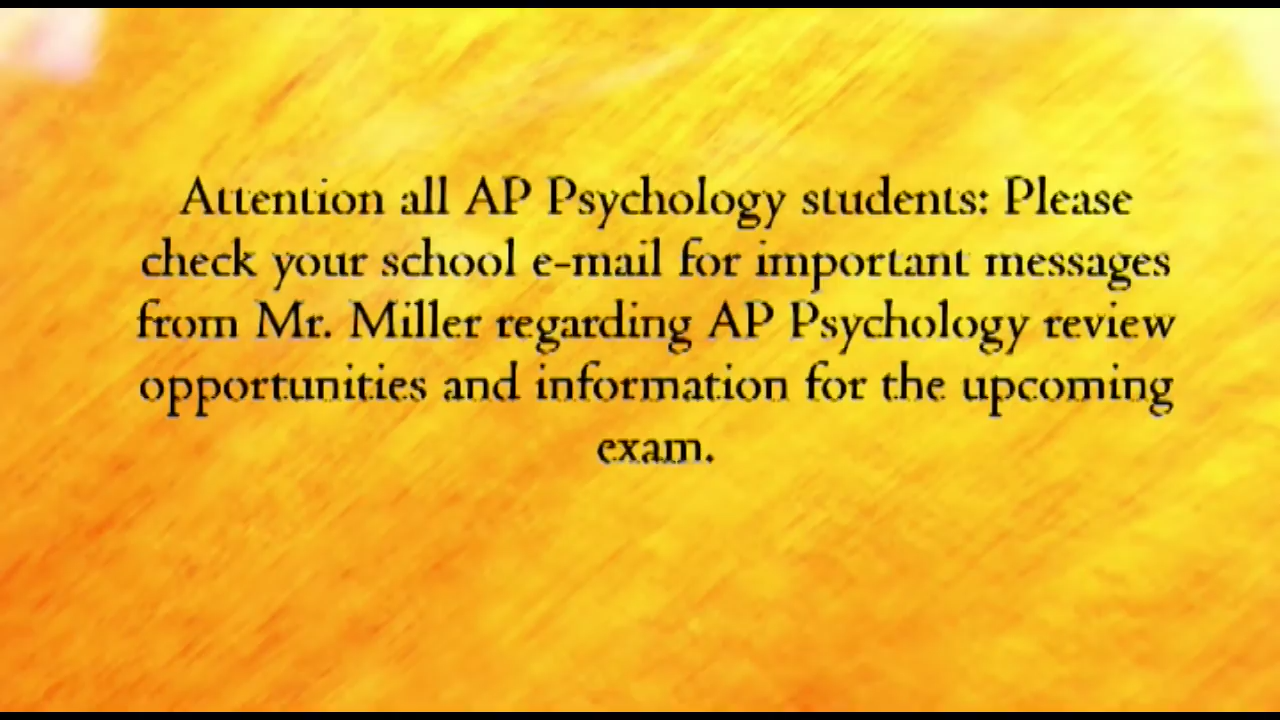 Attention all AP Psychology students: Please
check your school e-mail for important messages
from Mr. Miller regarding AP Psychology review
opportunities and information for the upcoming
exam.